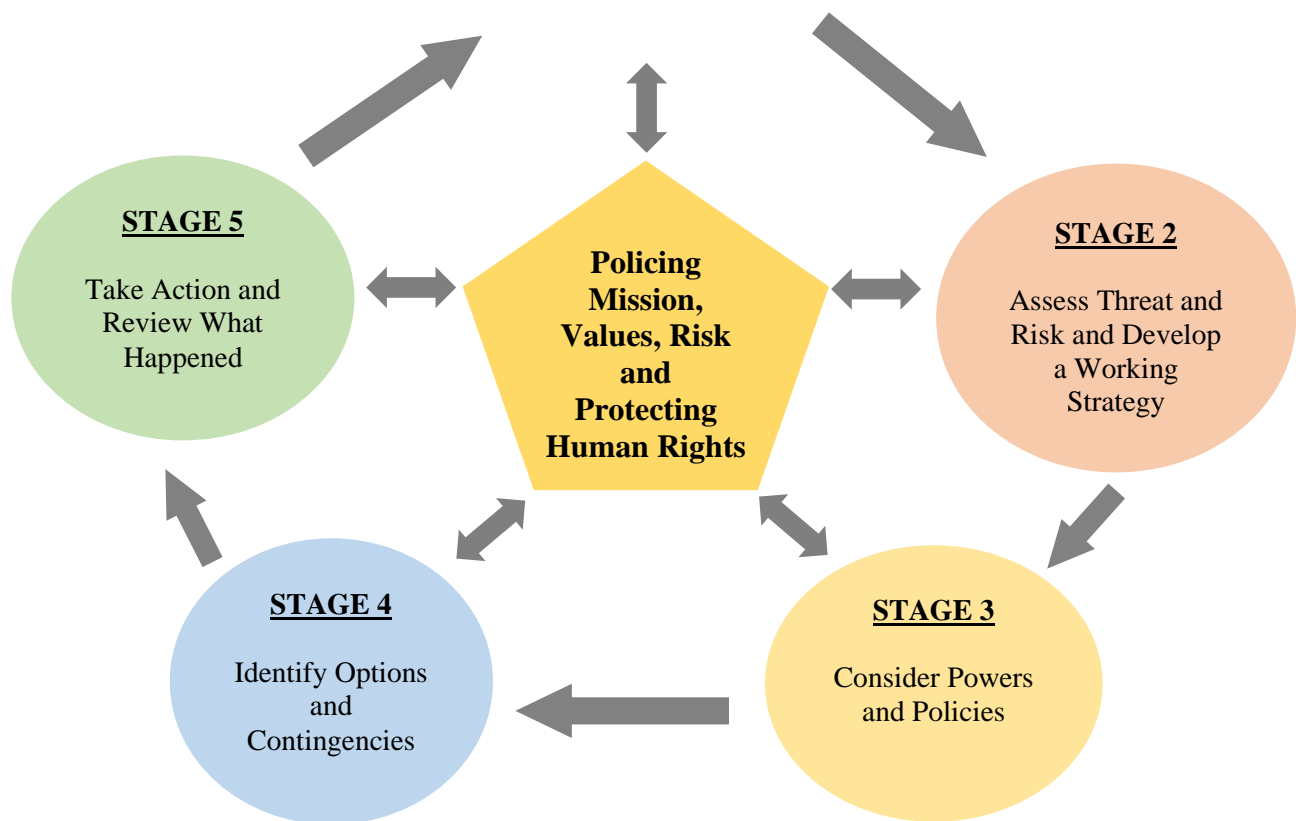 STAGE 5
Take Action and
Review What
Happened
Policing
Mission,
Values, Risk
and
Protecting
Human Rights
STAGE 2
Assess Threat and
Risk and Develop
a Working
Strategy
STAGE 4
Identify Options
and
Contingencies
STAGE 3
Consider Powers
and Policies